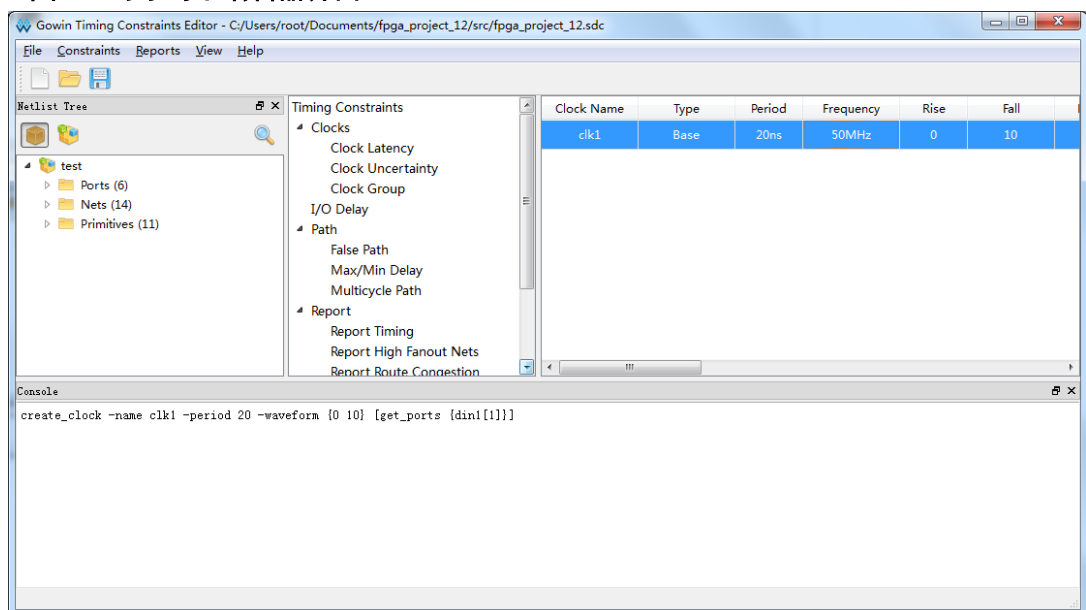 Gowin Timing Constraints Editor - C:/Users/root/Documents/fpga_project_12/src/fpga_project_12.sdc
File Constraints Reports View Help
Netlist Tree
test
Ports (6)
Nets (14)
Primitives (11)
Timing Constraints
Clocks
Clock Latency
Clock Uncertainty
Clock Group
I/O Delay
Path
False Path
Max/Min Delay
Multicycle Path
Report
Report Timing
Report High Fanout Nets
Report Route Congestion
Clock Name Type Period Frequency Rise Fall
clk1 Base 20ns 50MHz 0 10
Console
create_clock -name clk1 -period 20 -waveform {0 10} [get_ports {din1[1]}]